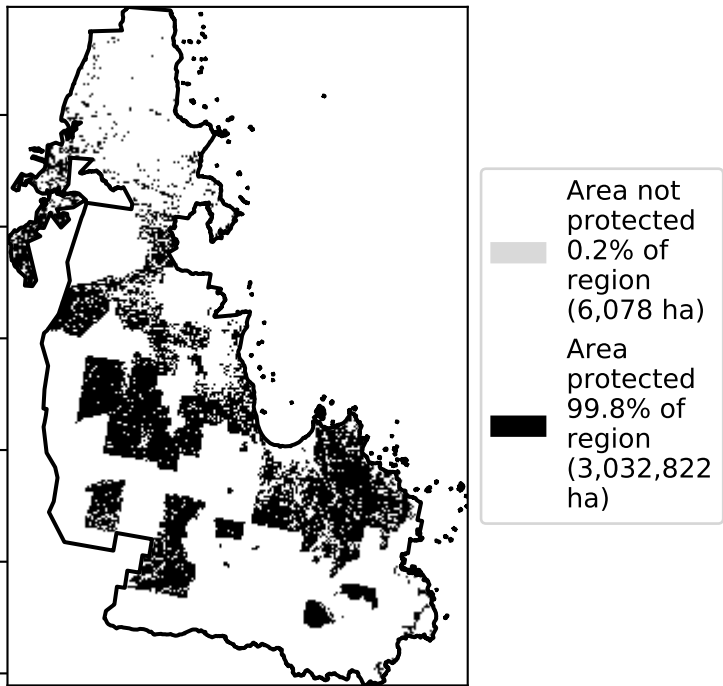 Area not
protected
0.2% of
region
(6,078 ha)
Area
protected
99.8% of
region
(3,032,822
ha)